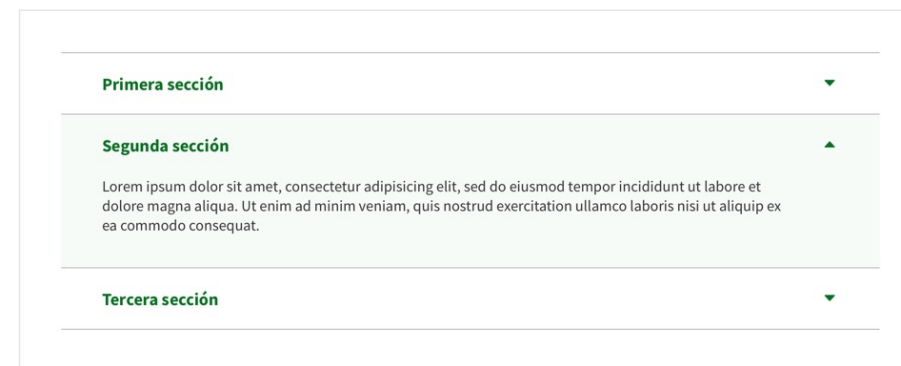 Primera sección
Segunda sección
Lorem ipsum dolor sit amet, consectetur adipisicing elit, sed do eiusmod tempor incididunt ut labore et
dolore magna aliqua. Ut enim ad minim veniam, quis nostrud exercitation ullamco laboris nisi ut aliquip ex
ea commodo consequat.
Tercera sección